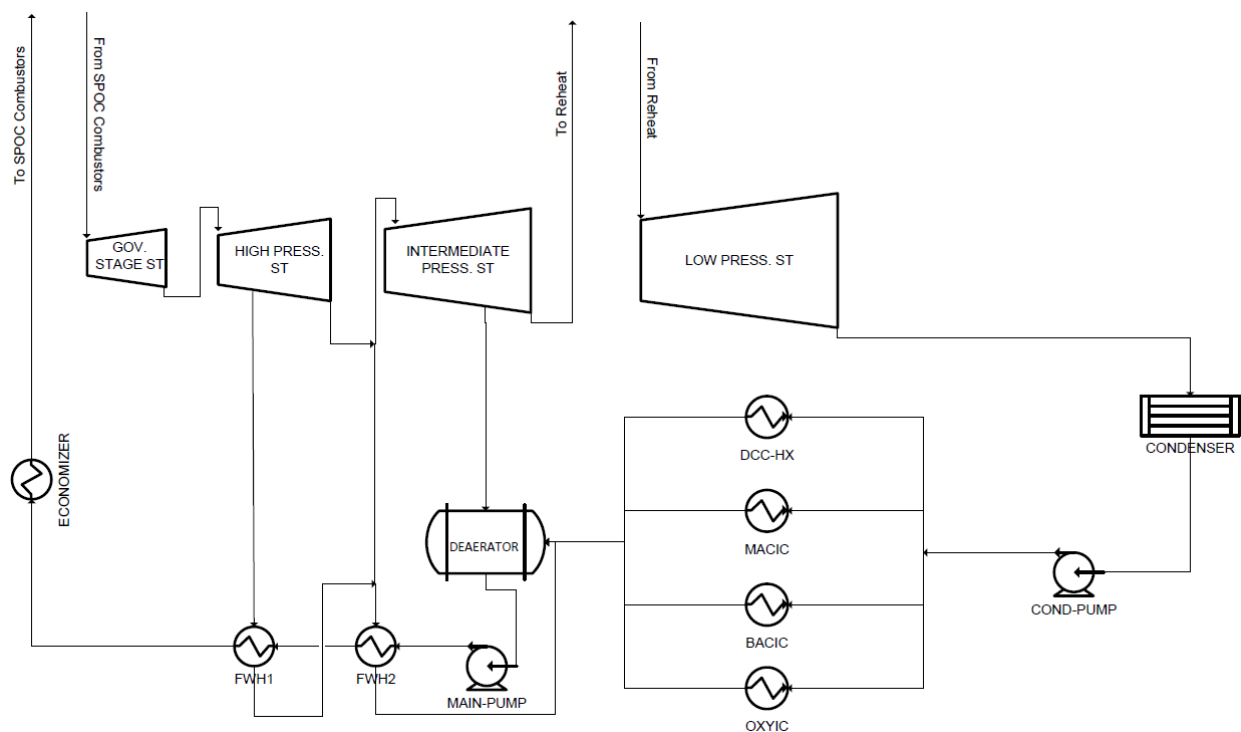 To SPOC Combustors
From SPOC Combustors
To Reheat
From Reheat
GOV.
STAGE ST
HIGH PRESS.
ST
INTERMEDIATE
PRESS. ST
LOW PRESS. ST
ECONOMIZER
DCC-HX
CONDENSER
DEAERATOR
MACIC
COND-PUMP
BACIC
FWH1
FWH2
MAIN-PUMP
OXYIC